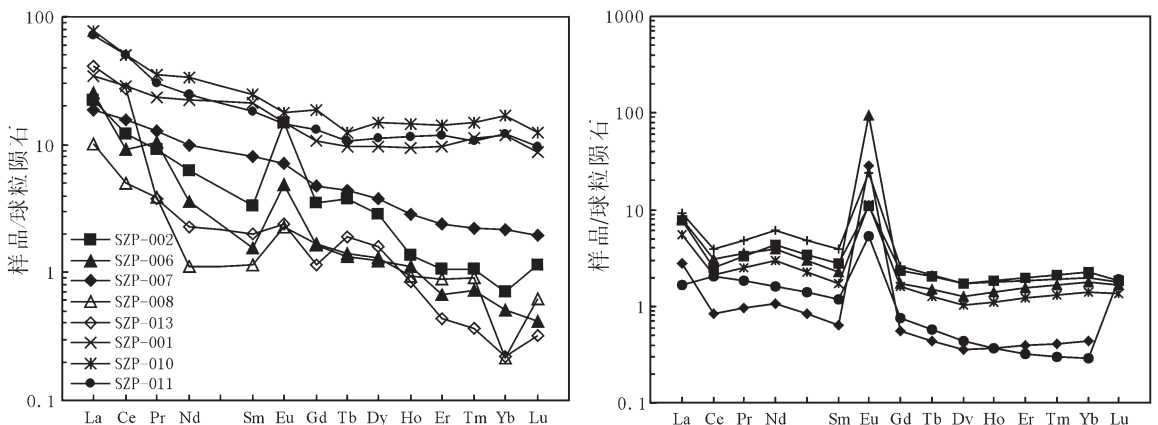 100
10
1
0.1
样品/球粒陨石
SZP-002
SZP-006
SZP-007
SZP-008
SZP-013
SZP-001
SZP-010
SZP-011
La Ce Pr Nd Sm Eu Gd Tb Dy Ho Er Tm Yb Lu
1000
100
10
1
0.1
样品/球粒陨石
La Ce Pr Nd Sm Eu Gd Tb Dy Ho Er Tm Yb Lu